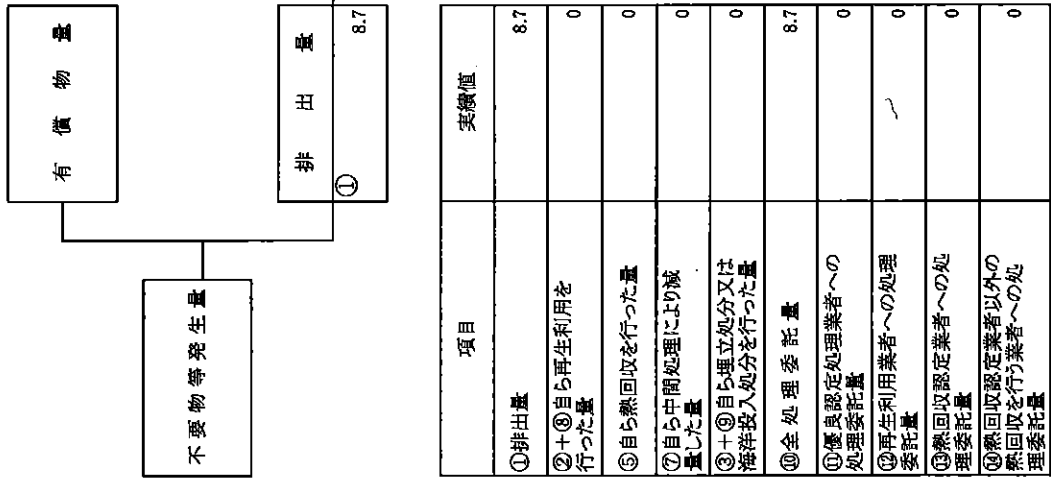 有償物量
不要物等発生量
排出量
①
8.7
項目
実績値
①排出量
8.7
②+⑧自ら再生利用を
行った量
0
⑤自ら熱回収を行った量
0
⑦自ら中間処理により減
量した量
0
③+⑨自ら埋立処分又は
海洋投入処分を行った量
0
⑩全処理委託量
8.7
⑪優良認定処理業者への
処理委託量
0
⑫再生利用業者への処理
委託量
0
⑬熱回収認定業者への処
理委託量
0
⑭熱回収認定業者以外の
熱回収を行う業者への処
理委託量
0